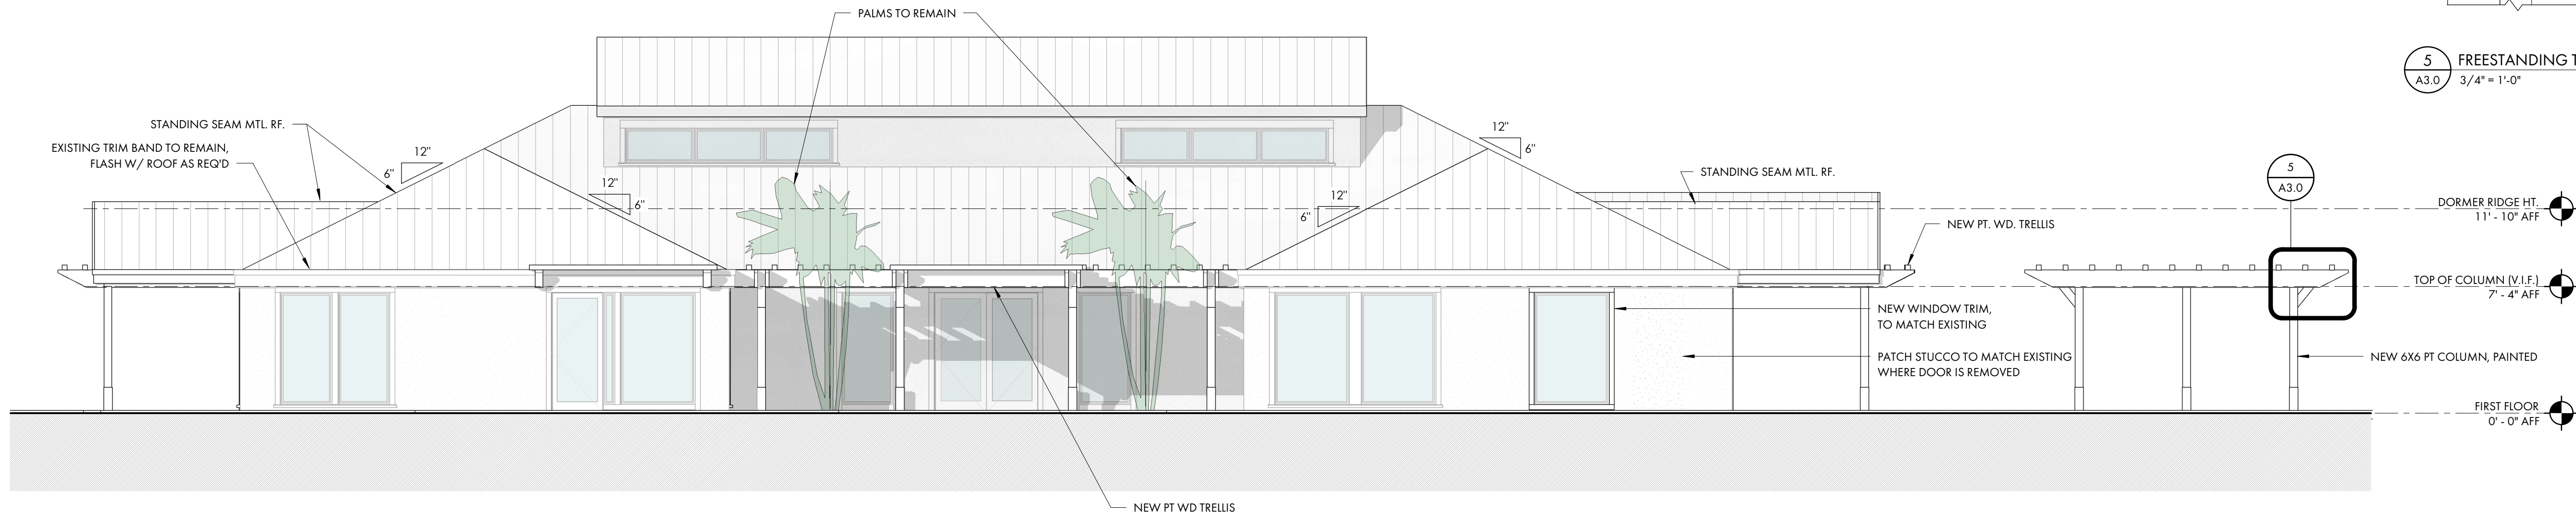 PALMS TO REMAIN
5
A3.0
FREESTANDING
3/4" = 1'-0"
STANDING SEAM MTL. RF.
EXISTING TRIM BAND TO REMAIN,
FLASH W/ ROOF AS REQ'D
12"
6"
12"
6"
12"
6"
12"
6"
STANDING SEAM MTL. RF.
5
A3.0
DORMER RIDGE HT.
11' - 10" AFF
NEW PT. WD. TRELLIS
TOP OF COLUMN (V.I.F.)
7' - 4" AFF
NEW WINDOW TRIM,
TO MATCH EXISTING
PATCH STUCCO TO MATCH EXISTING
WHERE DOOR IS REMOVED
NEW 6X6 PT COLUMN, PAINTED
FIRST FLOOR
0' - 0" AFF
NEW PT WD TRELLIS